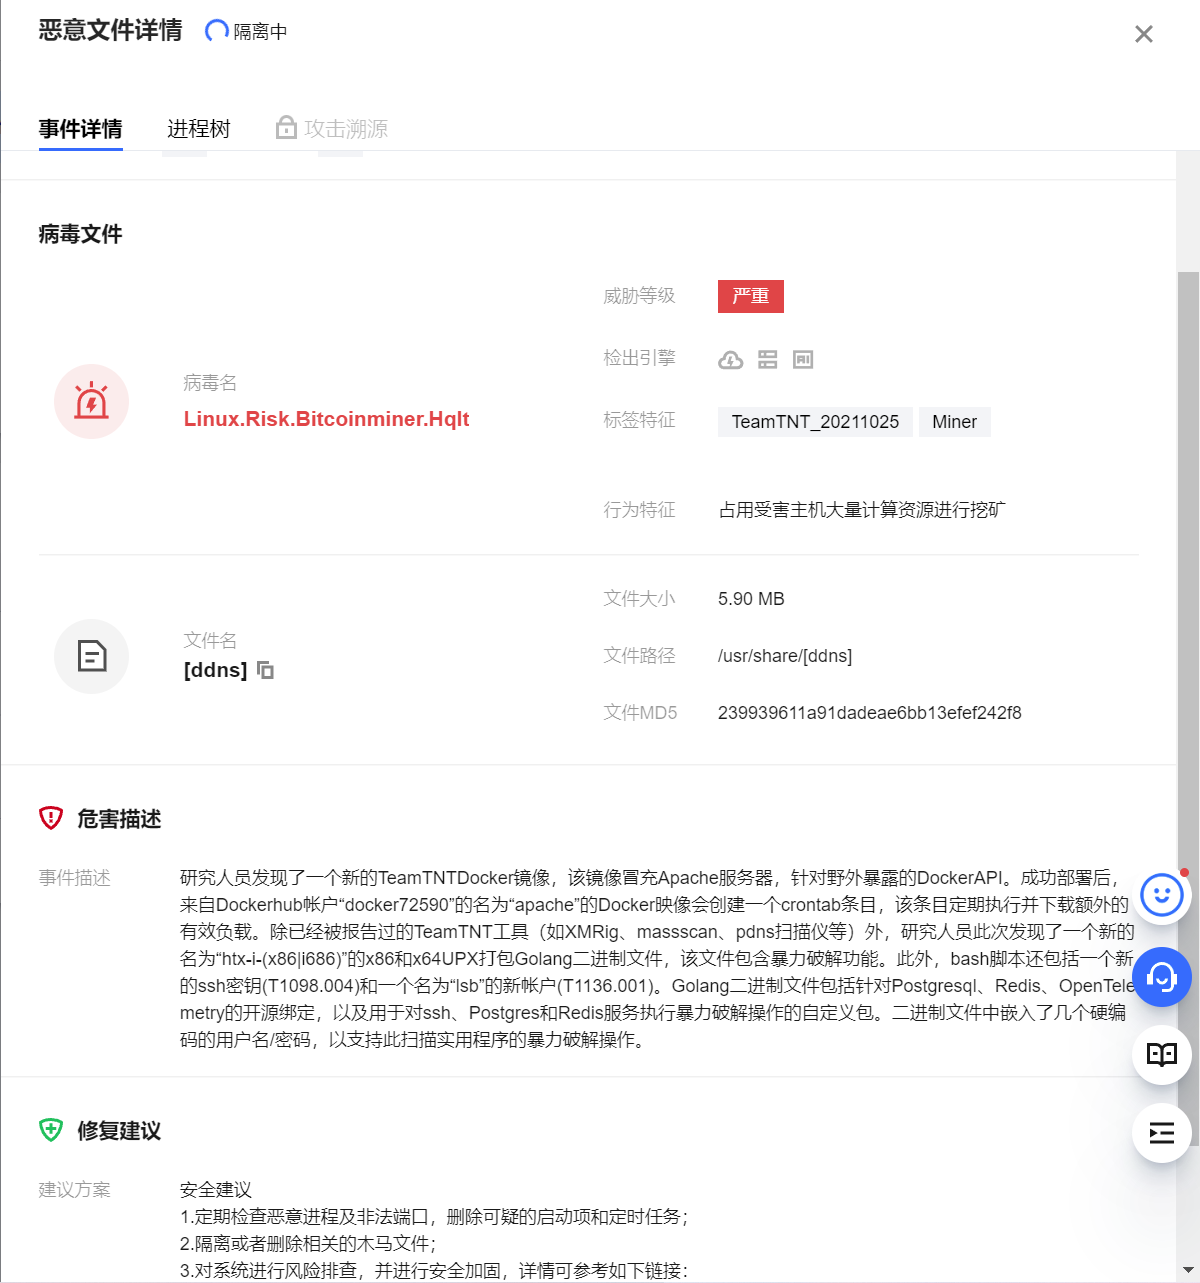 恶意文件详情 隔离中
事件详情 进程树 攻击溯源
病毒文件
威胁等级 严重
检出引擎
病毒名
Linux.Risk.Bitcoinminer.Hqlt
标签特征 TeamTNT_20211025 Miner
行为特征 占用受害主机大量计算资源进行挖矿
文件大小 5.90 MB
文件名
[ddns]
文件路径 /usr/share/[ddns]
文件MD5 239939611a91dadeae6bb13efef242f8
危害描述
事件描述 研究人员发现了一个新的TeamTNTDocker镜像，该镜像冒充Apache服务器，针对野外暴露的DockerAPI。成功部署后，
来自Dockerhub帐户“docker72590”的名为“apache”的Docker映像会创建一个crontab条目，该条目定期执行并下载额外的
有效负载。除已经被报告过的TeamTNT工具（如XMRig、massscan、pdns扫描仪等）外，研究人员此次发现了一个新的
名为“htx-i-(x86|i686)”的x86和x64UPX打包Golang二进制文件，该文件包含暴力破解功能。此外，bash脚本还包括一个新
的ssh密钥(T1098.004)和一个名为“lsb”的新帐户(T1136.001)。Golang二进制文件包括针对Postgresql、Redis、OpenTele
metry的开源绑定，以及用于对ssh、Postgres和Redis服务执行暴力破解操作的自定义包。二进制文件中嵌入了几个硬编
码的用户名/密码，以支持此扫描实用程序的暴力破解操作。
修复建议
建议方案 安全建议
1.定期检查恶意进程及非法端口，删除可疑的启动项和定时任务；
2.隔离或者删除相关的木马文件；
3.对系统进行风险排查，并进行安全加固，详情可参考如下链接：